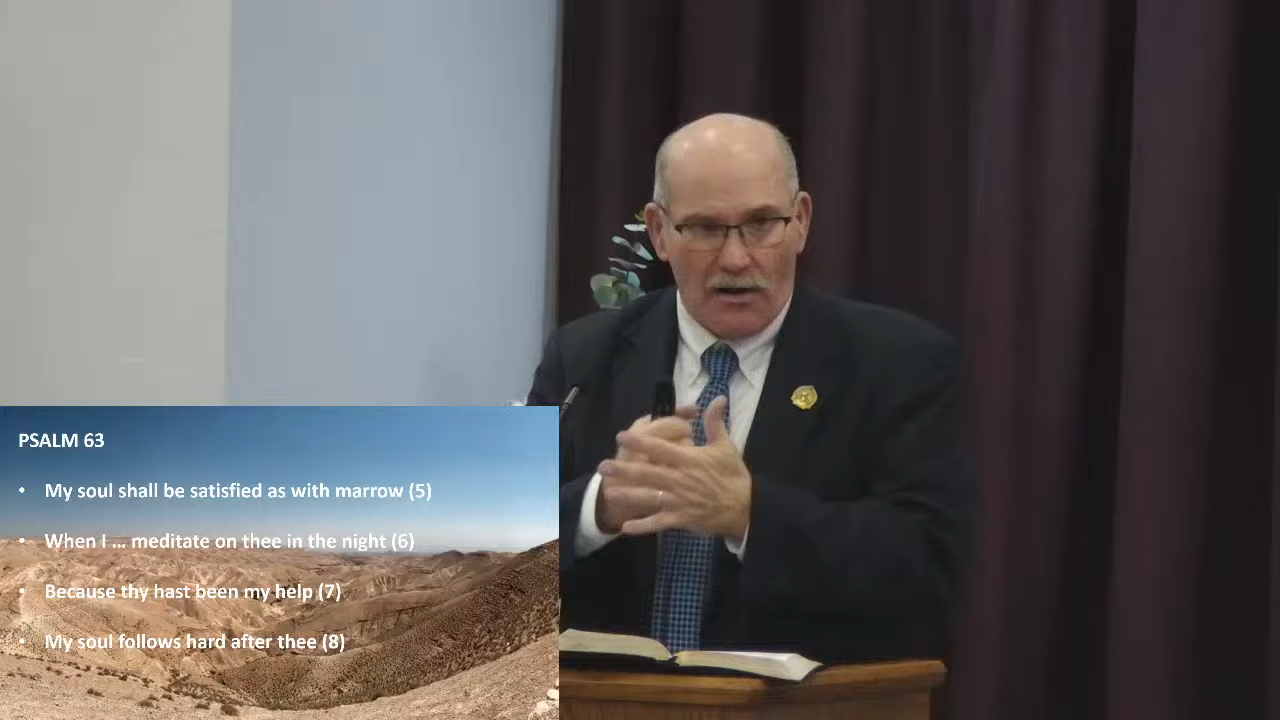 PSALM 63
• My soul shall be satisfied as with marrow (5)
• When I ... meditate on thee in the night (6)
• Because thy hast been my help (7)
• My soul follows hard after thee (8)